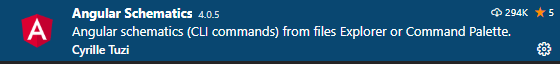 Angular Schematics 4.0.5 294K 5
Angular schematics (CLI commands) from files Explorer or Command Palette.
Cyrille Tuzi